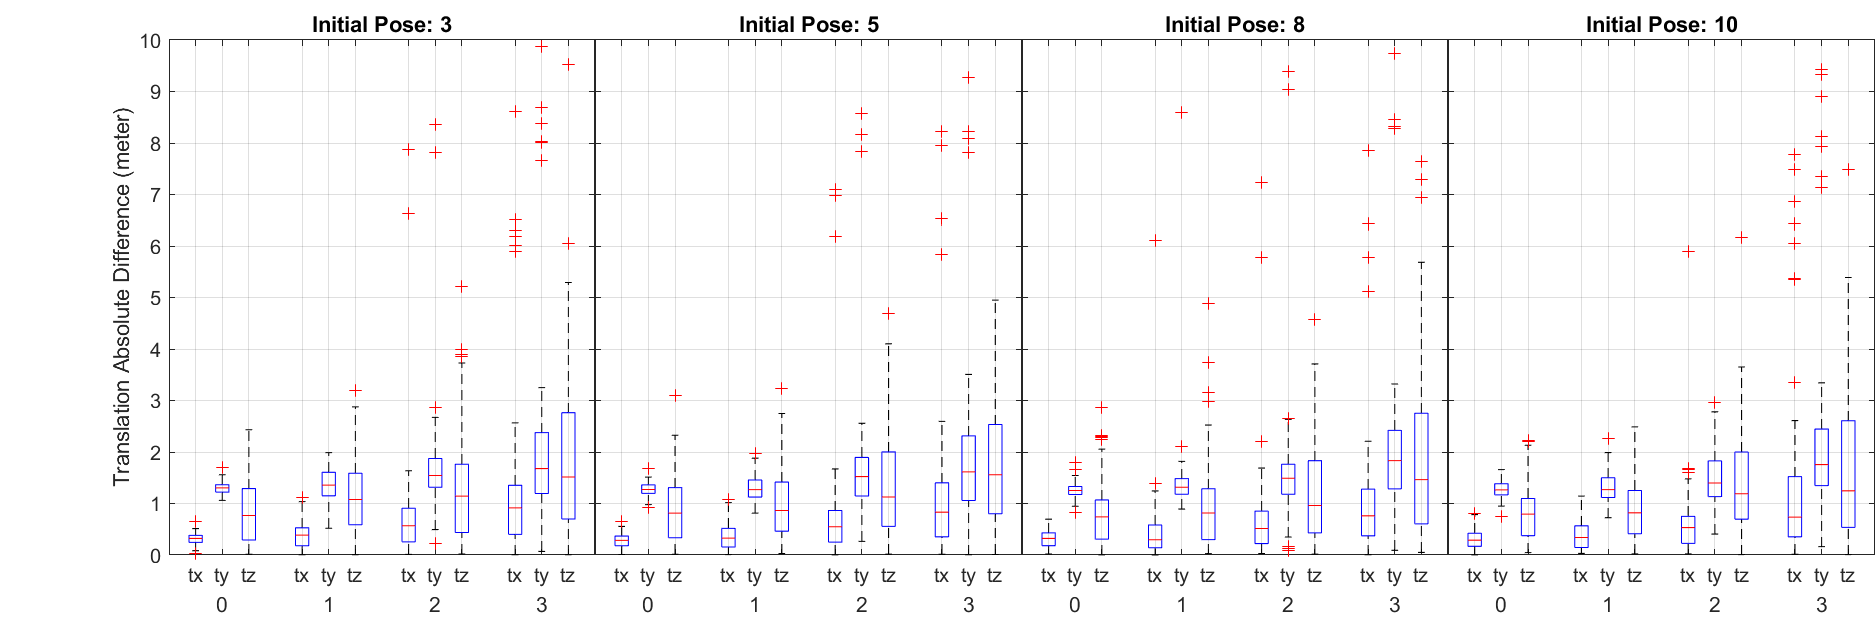 Initial Pose: 3 Initial Pose: 5 Initial Pose: 8 Initial Pose: 10
Translation Absolute Difference (meter)
10
9
8
7
6
5
4
3
2
1
0
tx ty tz tx ty tz tx ty tz tx ty tz tx ty tz tx ty tz tx ty tz tx ty tz tx ty tz tx ty tz tx ty tz tx ty tz tx ty tz tx ty tz tx ty tz tx ty tz
0 1 2 3 0 1 2 3 0 1 2 3 0 1 2 3